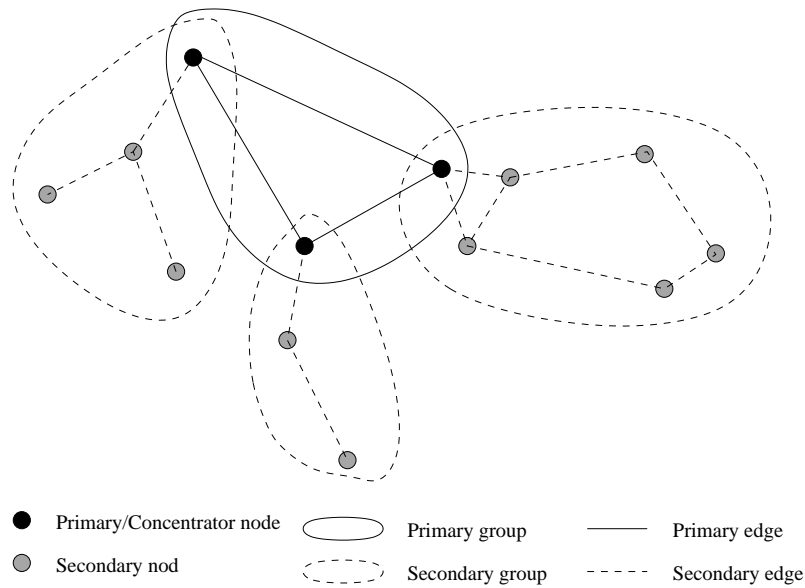 Primary/Concentrator node
Primary group
Primary edge
Secondary nod
Secondary group
Secondary edge